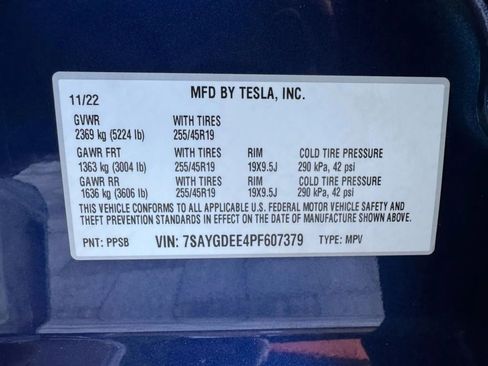 MFD BY TESLA, INC.
11/22
GVWR WITH TIRES
2369 kg (5224 lb) 255/45R19
GAWR FRT WITH TIRES RIM COLD TIRE PRESSURE
1363 kg (3004 lb) 255/45R19 19X9.5J 290 kPa, 42 psi
GAWR RR WITH TIRES RIM COLD TIRE PRESSURE
1636 kg (3606 lb) 255/45R19 19X9.5J 290 kPa, 42 psi
THIS VEHICLE CONFORMS TO ALL APPLICABLE U.S. FEDERAL MOTOR VEHICLE SAFETY AND
THEFT PREVENTION STANDARDS IN EFFECT ON THE DATE OF MANUFACTURE SHOWN ABOVE.
PNT: PPSB VIN: 7SAYGDEE4PF607379 TYPE: MPV